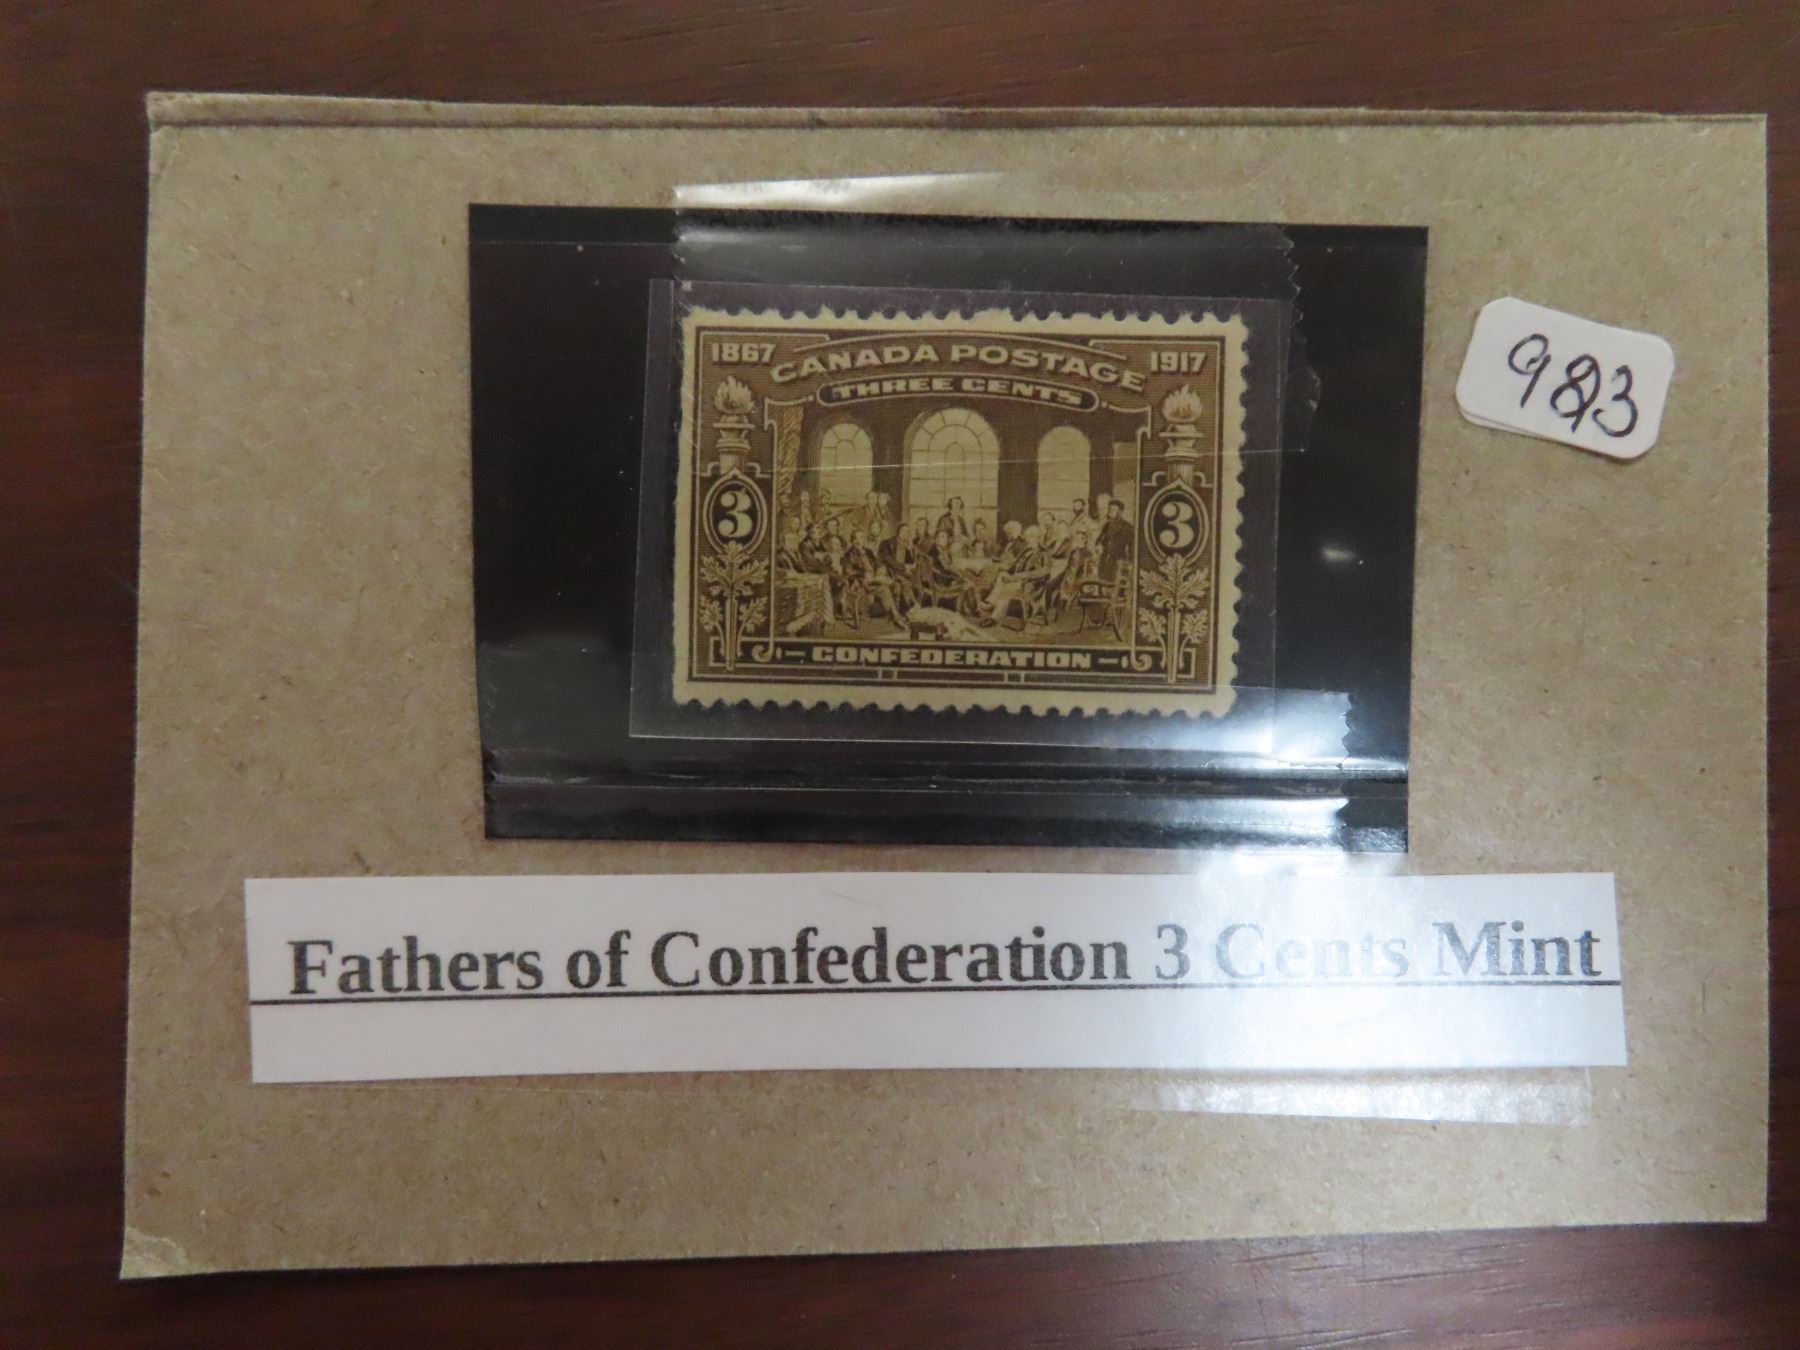 1867 CANADA POSTAGE 1917
THREE CENTS
3 3
CONFEDERATION
Fathers of Confederation 3 Cents Mint